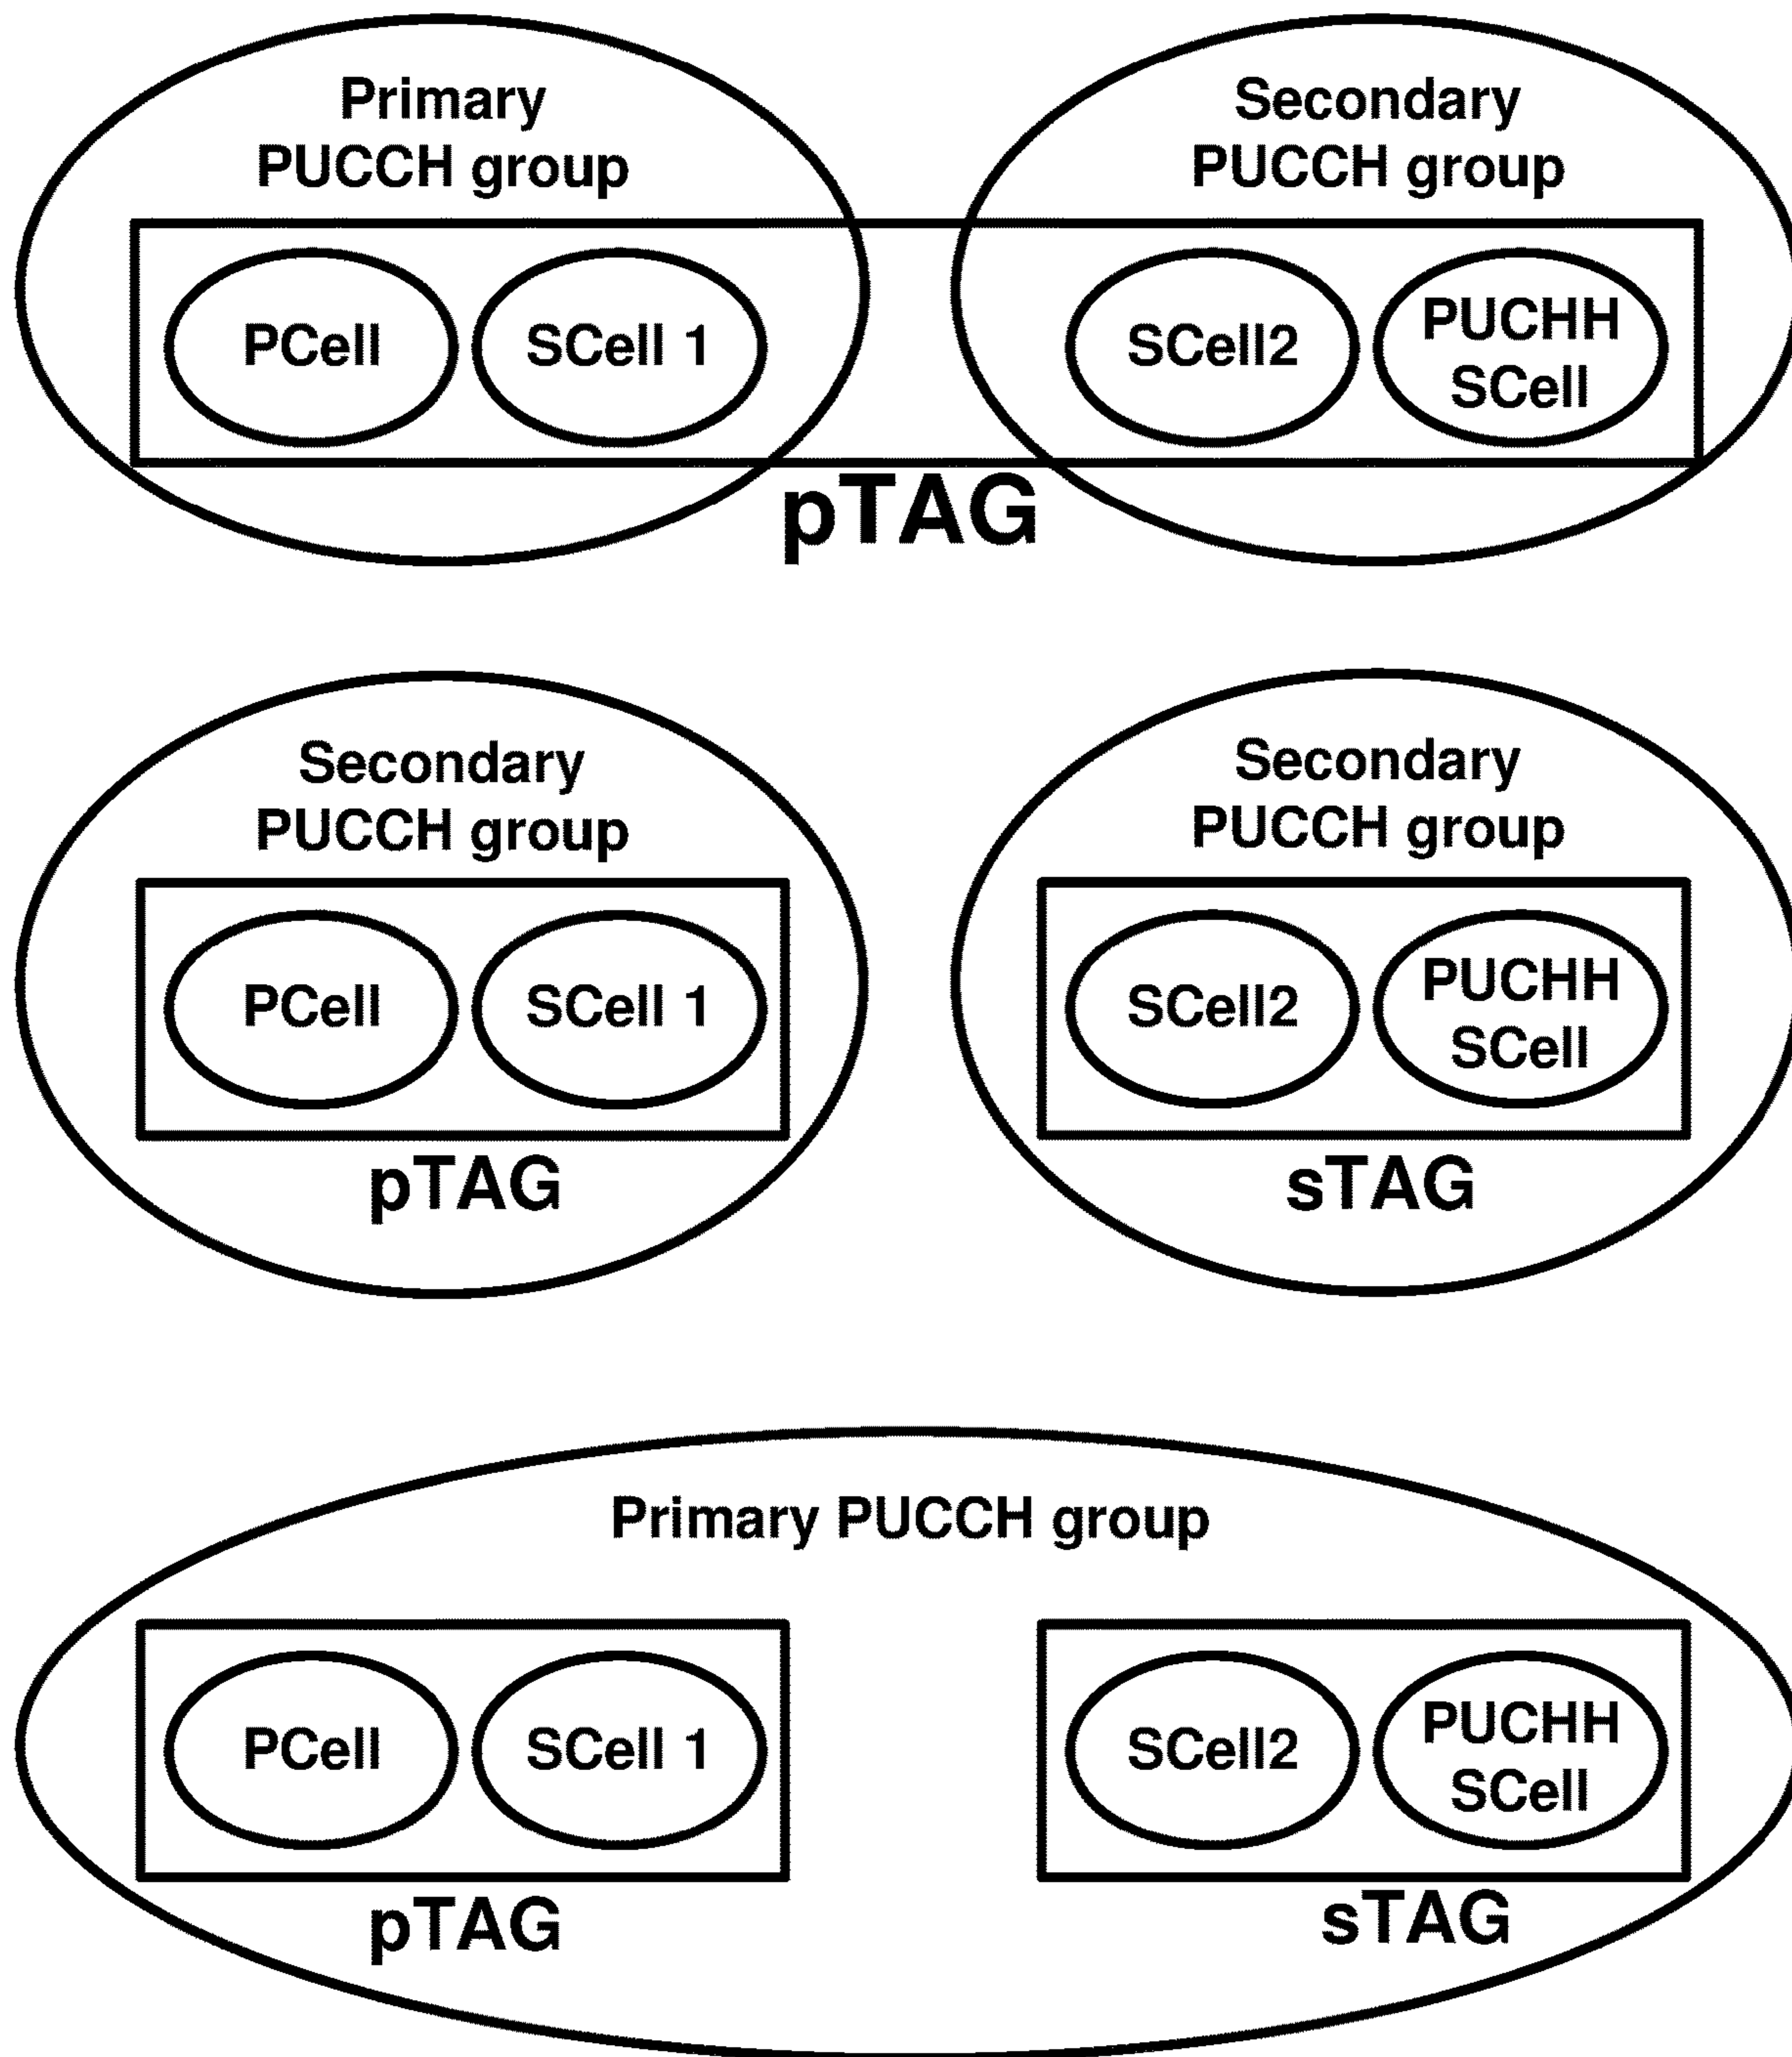 Primary
PUCCH group
Secondary
PUCCH group
PCell
SCell 1
SCell2
PUCHH
SCell
pTAG
Secondary
PUCCH group
Secondary
PUCCH group
PCell
SCell 1
SCell2
PUCHH
SCell
pTAG
sTAG
Primary PUCCH group
PCell
SCell 1
SCell2
PUCHH
SCell
pTAG
sTAG